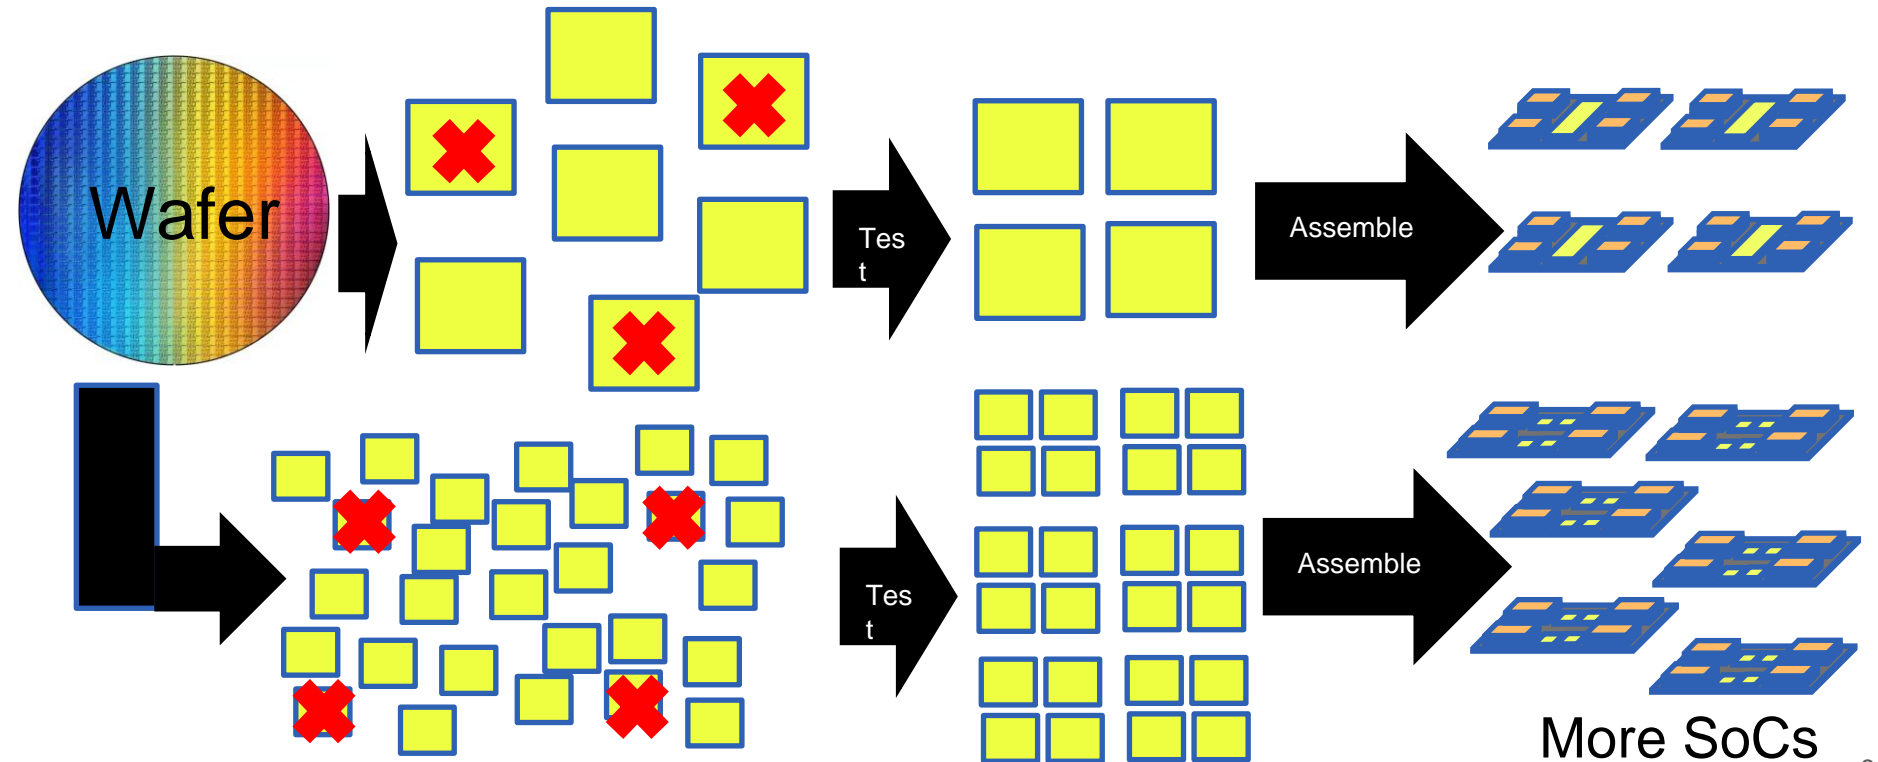 Wafer
Tes
t
Assemble
Tes
t
Assemble
More SoCs